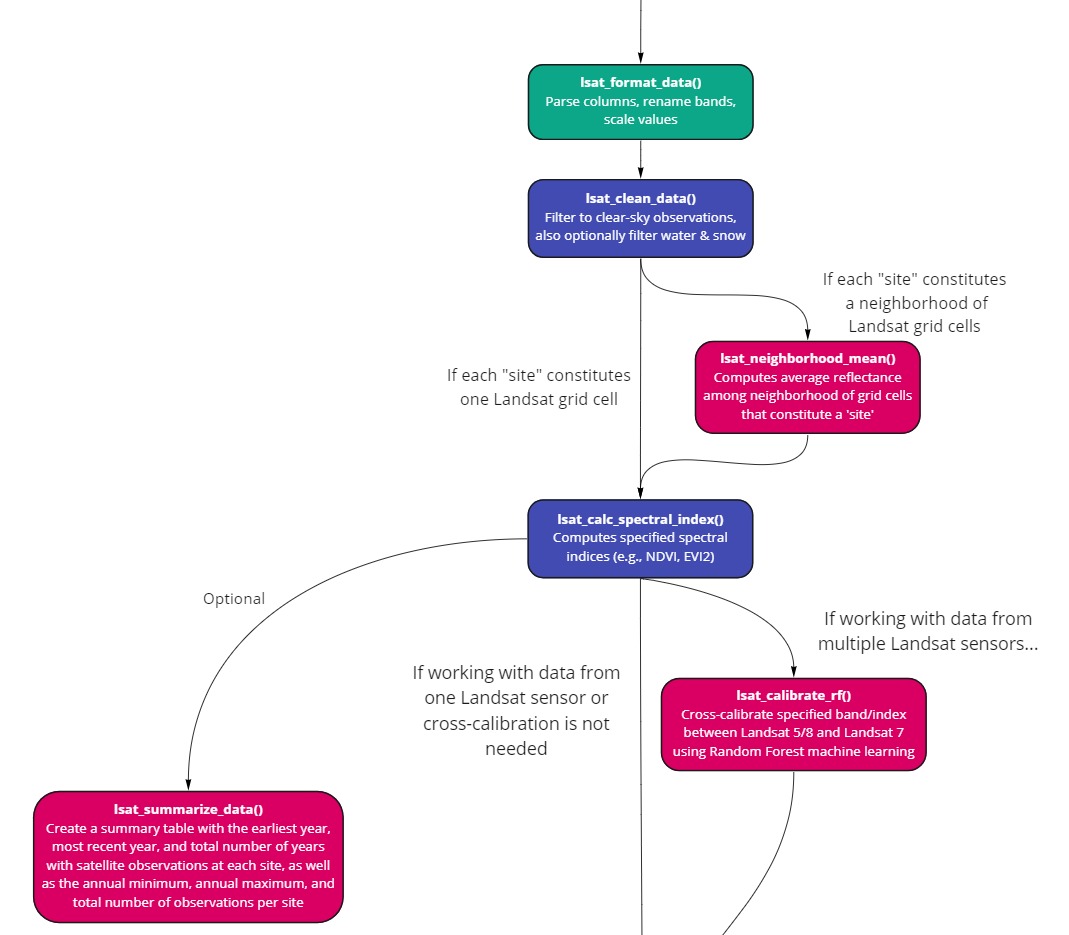 lsat_format_data()
Parse columns, rename bands,
scale values
lsat_clean_data()
Filter to clear-sky observations,
also optionally filter water & snow
If each "site" constitutes
a neighborhood of
Landsat grid cells
lsat_neighborhood_mean()
Computes average reflectance
among neighborhood of grid cells
that constitute a 'site'
If each "site" constitutes
one Landsat grid cell
lsat_calc_spectral_index()
Computes specified spectral
indices (e.g., NDVI, EVI2)
Optional
If working with data from
multiple Landsat sensors...
If working with data from
one Landsat sensor or
cross-calibration is not
needed
lsat_calibrate_rf()
Cross-calibrate specified band/index
between Landsat 5/8 and Landsat 7
using Random Forest machine learning
lsat_summarize_data()
Create a summary table with the earliest year,
most recent year, and total number of years
with satellite observations at each site, as well
as the annual minimum, annual maximum, and
total number of observations per site